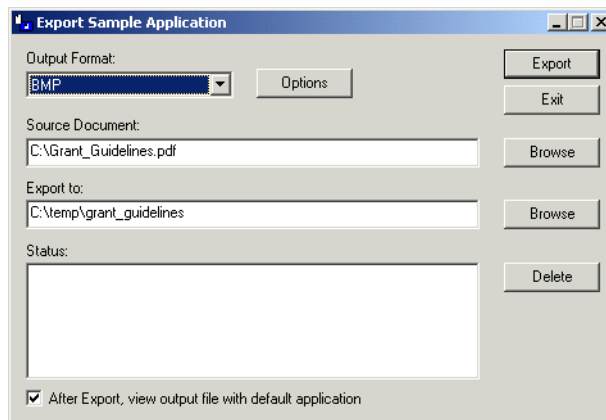 Export Sample Application
Output Format:
BMP
Options
Export
Exit
Source Document:
C:\Grant_Guidelines.pdf
Browse
Export to:
C:\temp\grant_guidelines
Browse
Status:
Delete
After Export, view output file with default application